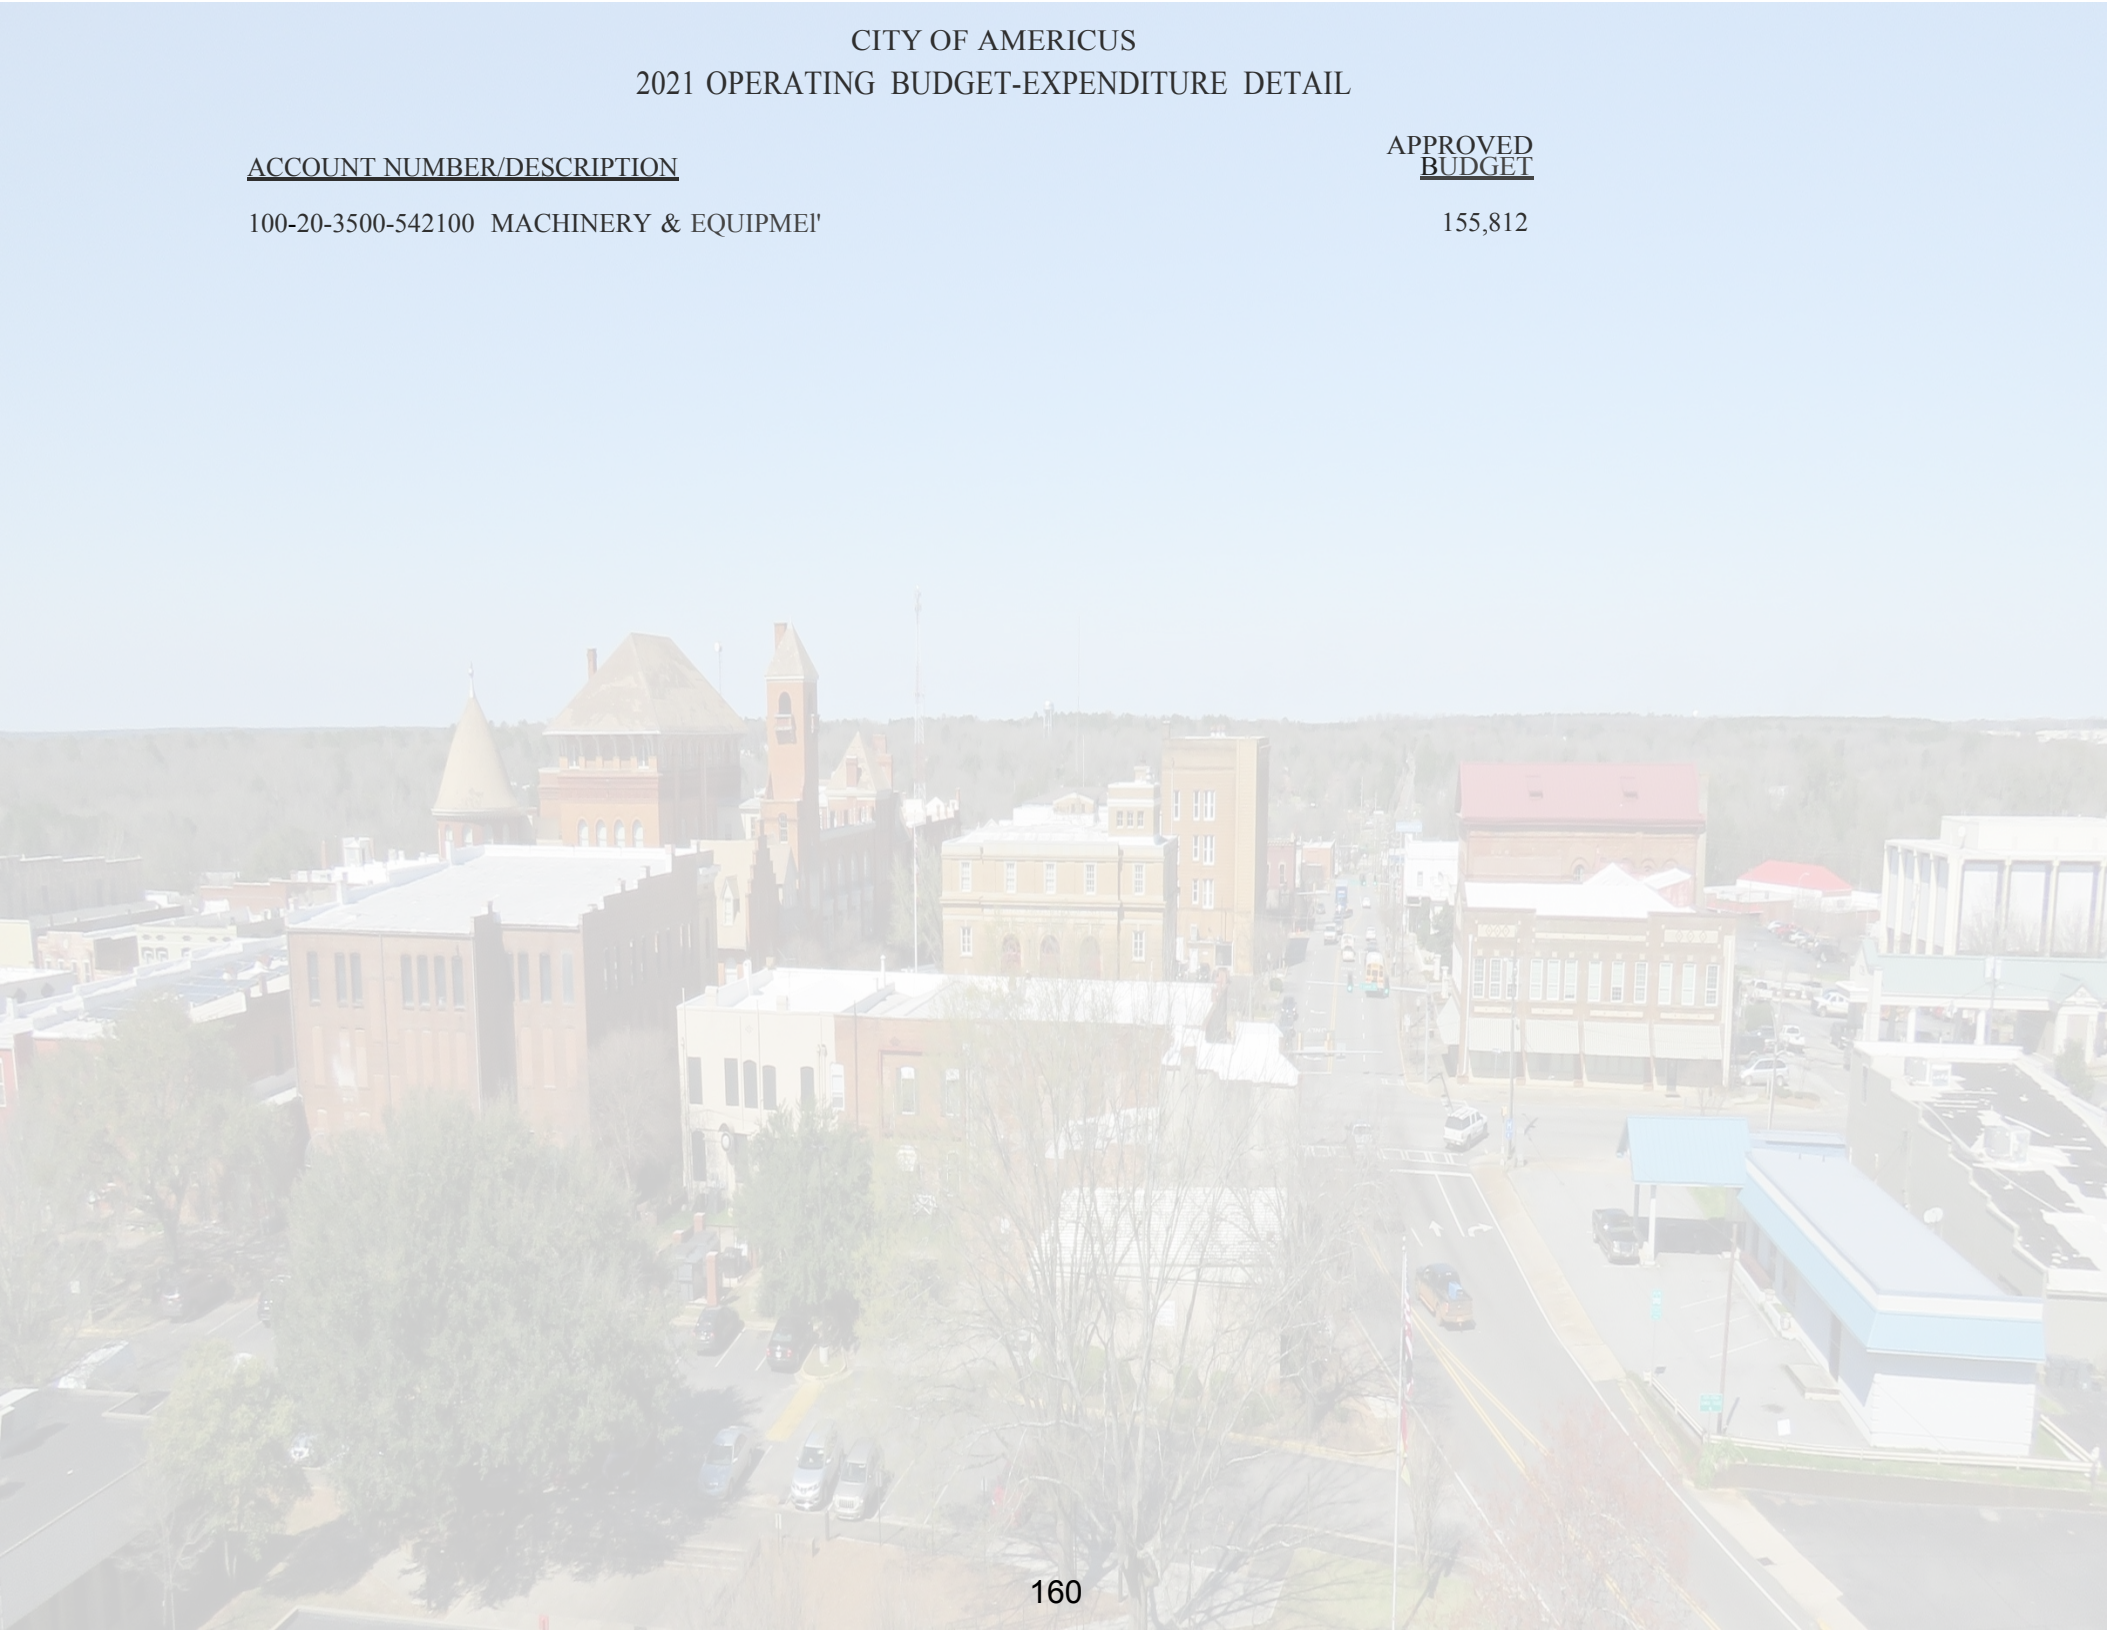 CITY OF AMERICUS
2021 OPERATING BUDGET-EXPENDITURE DETAIL
ACCOUNT NUMBER/DESCRIPTION
APPROVED
BUDGET
100-20-3500-542100 MACHINERY & EQUIPMEl' 155,812
160